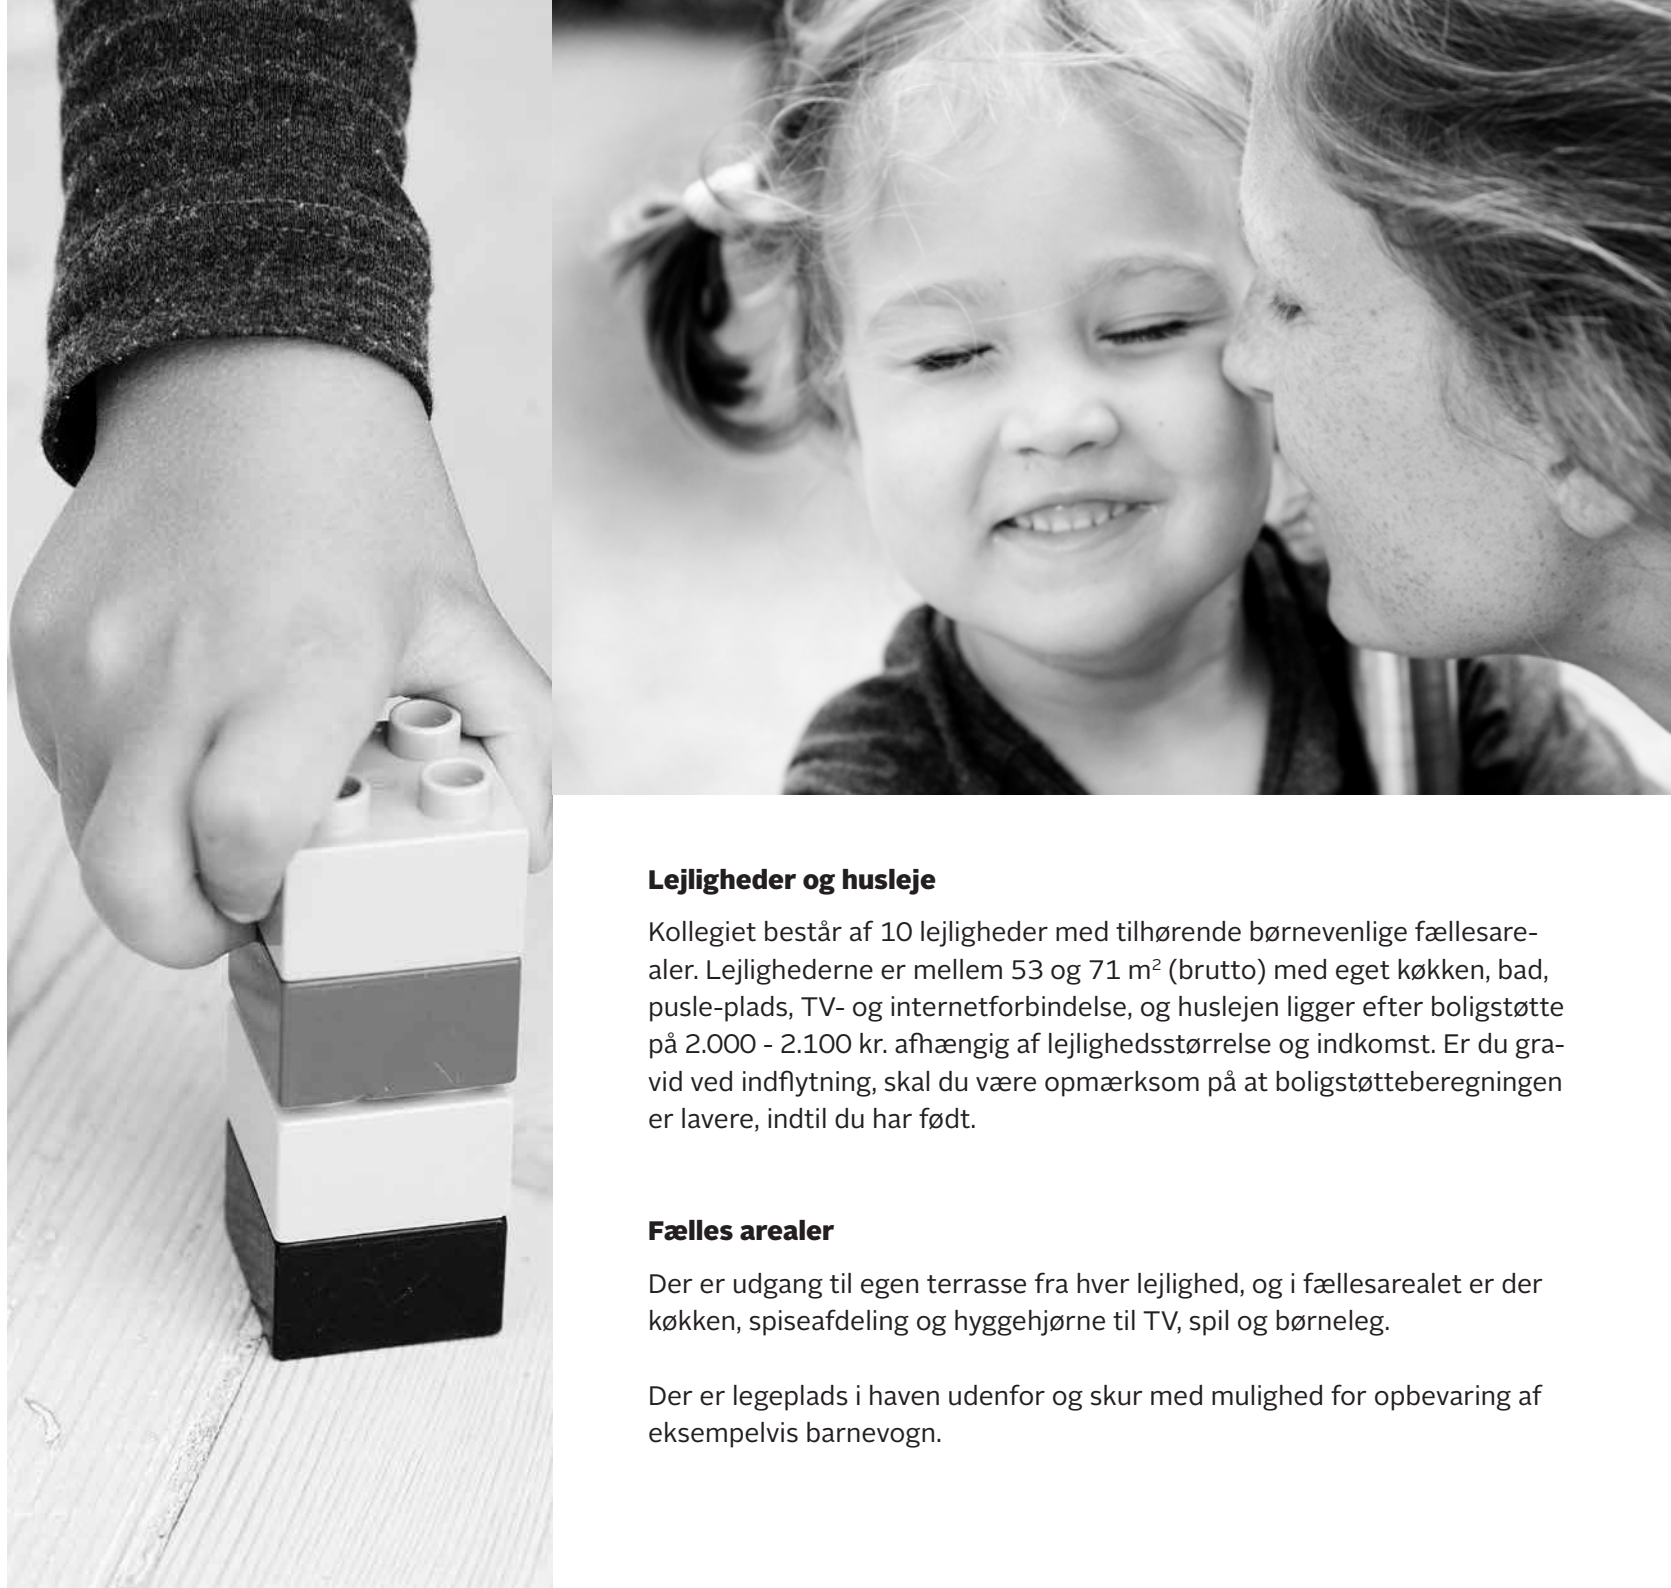 Lejligheder og husleje
Kollegiet består af 10 lejligheder med tilhørende børnevenlige fællesare-
aler. Lejlighederne er mellem 53 og 71 m² (brutto) med eget køkken, bad,
pusle-plads, TV- og internetforbindelse, og huslejen ligger efter boligstøtte
på 2.000 - 2.100 kr. afhængig af lejlighedsstørrelse og indkomst. Er du gra-
vid ved indflytning, skal du være opmærksom på at boligstøtteberegningen
er lavere, indtil du har født.
Fælles arealer
Der er udgang til egen terrasse fra hver lejlighed, og i fællesarealet er der
køkken, spiseafdeling og hyggehjørne til TV, spil og børneleg.
Der er legeplads i haven udenfor og skur med mulighed for opbevaring af
eksempelvis barnevogn.